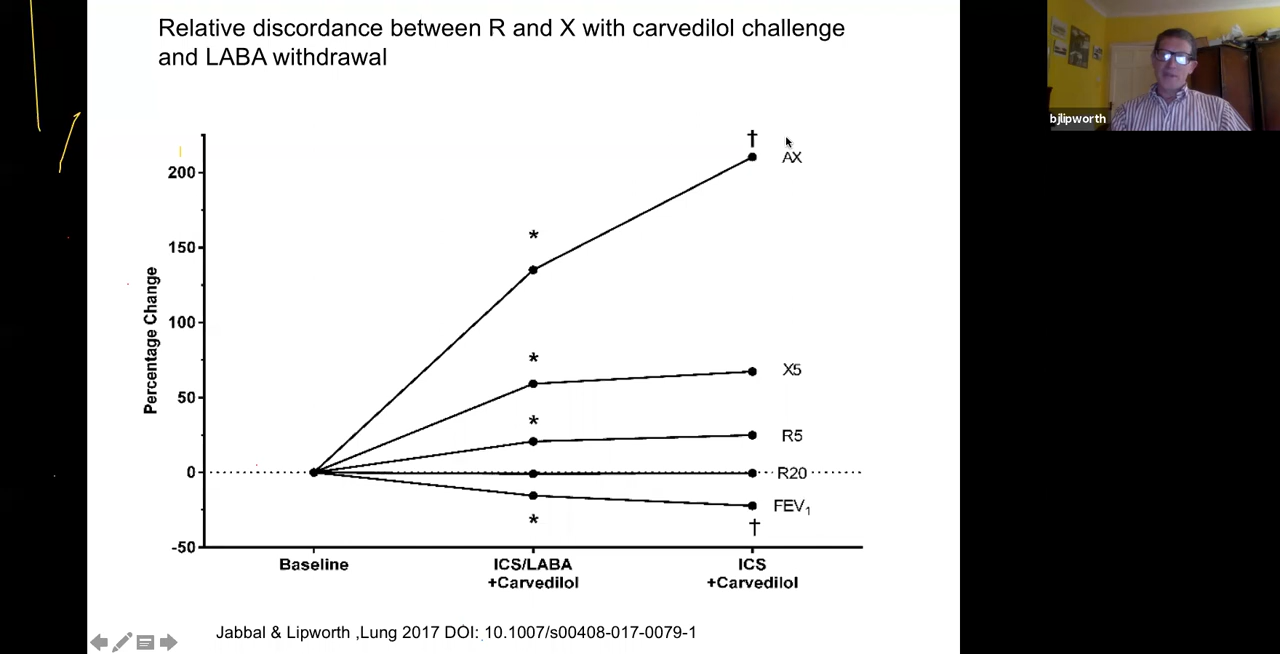 Relative discordance between R and X with carvedilol challenge
and LABA withdrawal
bjlipworth
†
AX
200
*
150
Percentage Change
100
*
X5
50
*
R5
0
R20
FEV₁
*
†
-50
Baseline
ICS/LABA
+Carvedilol
ICS
+Carvedilol
Jabbal & Lipworth ,Lung 2017 DOI: 10.1007/s00408-017-0079-1